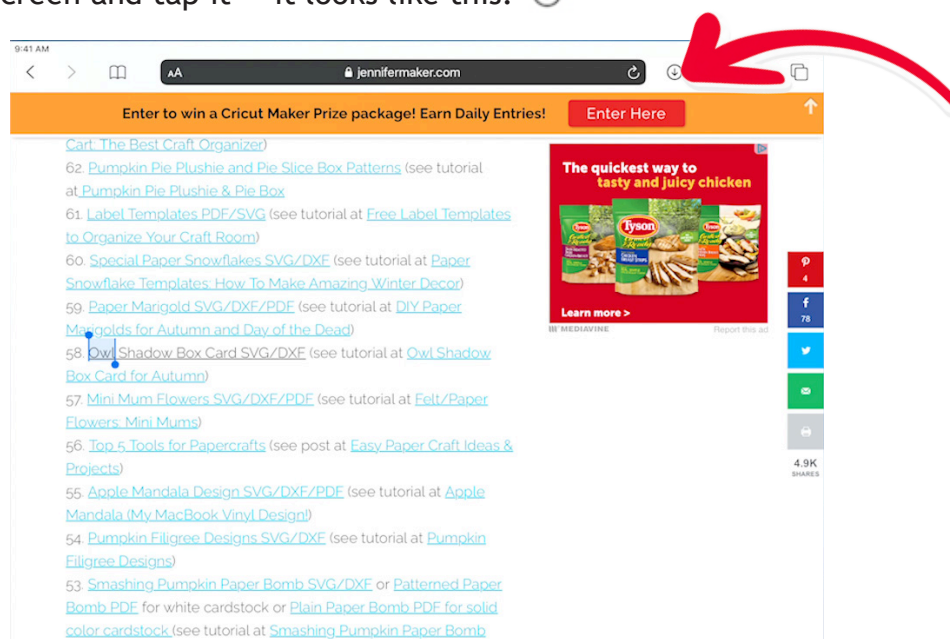 screen and tap it – it looks like this:
9:41 AM
AA
jennifermaker.com
Enter to win a Cricut Maker Prize package! Earn Daily Entries!
Enter Here
Cart: The Best Craft Organizer)
62. Pumpkin Pie Plushie and Pie Slice Box Patterns (see tutorial
at Pumpkin Pie Plushie & Pie Box
61. Label Templates PDF/SVG (see tutorial at Free Label Templates
to Organize Your Craft Room)
60. Special Paper Snowflakes SVG/DXF (see tutorial at Paper
Snowflake Templates: How To Make Amazing Winter Decor)
59. Paper Marigold SVG/DXF/PDF (see tutorial at DIY Paper
Marigolds for Autumn and Day of the Dead)
58. Owl Shadow Box Card SVG/DXF (see tutorial at Owl Shadow
Box Card for Autumn)
57. Mini Mum Flowers SVG/DXF/PDF (see tutorial at Felt/Paper
Flowers: Mini Mums)
56. Top 5 Tools for Papercrafts (see post at Easy Paper Craft Ideas &
Projects)
55. Apple Mandala Design SVG/DXF/PDF (see tutorial at Apple
Mandala (My MacBook Vinyl Design!)
54. Pumpkin Filigree Designs SVG/DXF (see tutorial at Pumpkin
Filigree Designs)
53. Smashing Pumpkin Paper Bomb SVG/DXF or Patterned Paper
Bomb PDF for white cardstock or Plain Paper Bomb PDF for solid
color cardstock (see tutorial at Smashing Pumpkin Paper Bomb
The quickest way to
tasty and juicy chicken
Tyson
Tyson
Tyson
Learn more >
MEDIAVINE
Report this ad
4
78
4.9K
SHARES